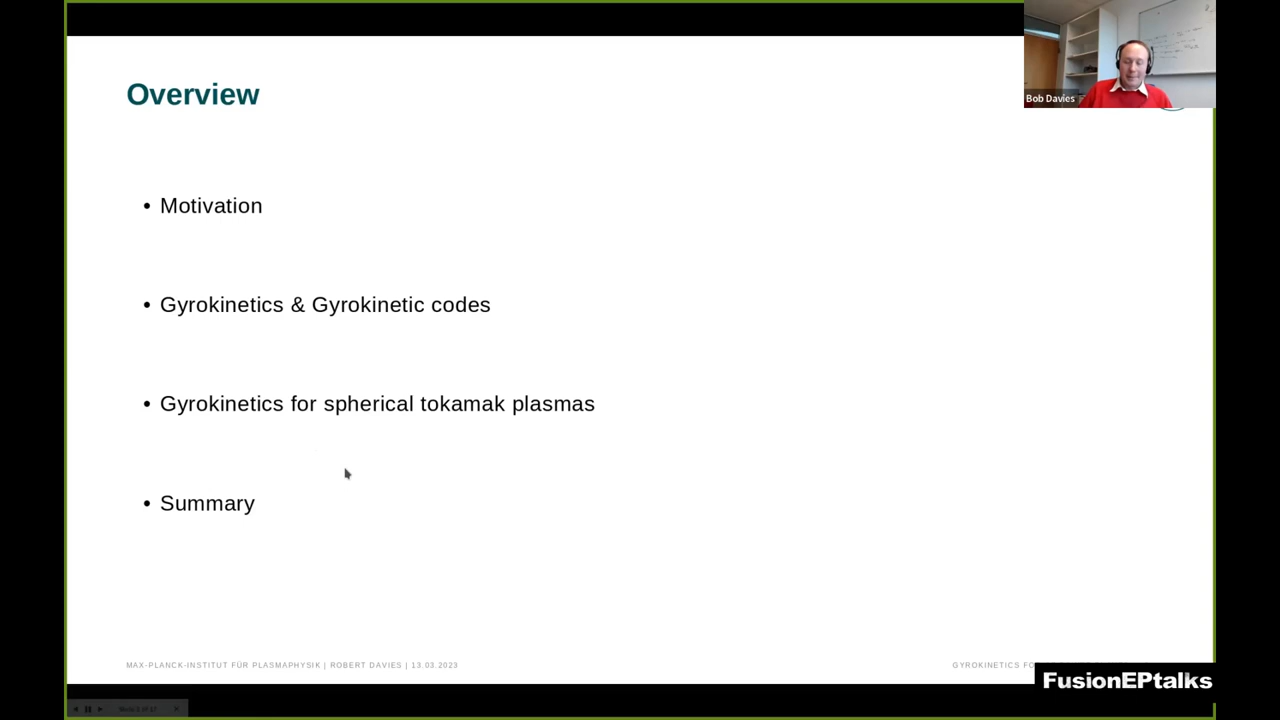 Overview
Bob Davies
• Motivation
• Gyrokinetics & Gyrokinetic codes
• Gyrokinetics for spherical tokamak plasmas
• Summary
MAX-PLANCK-INSTITUT FÜR PLASMAPHYSIK | ROBERT DAVIES | 13.03.2023
GYROKINETICS
FusionEPtalks